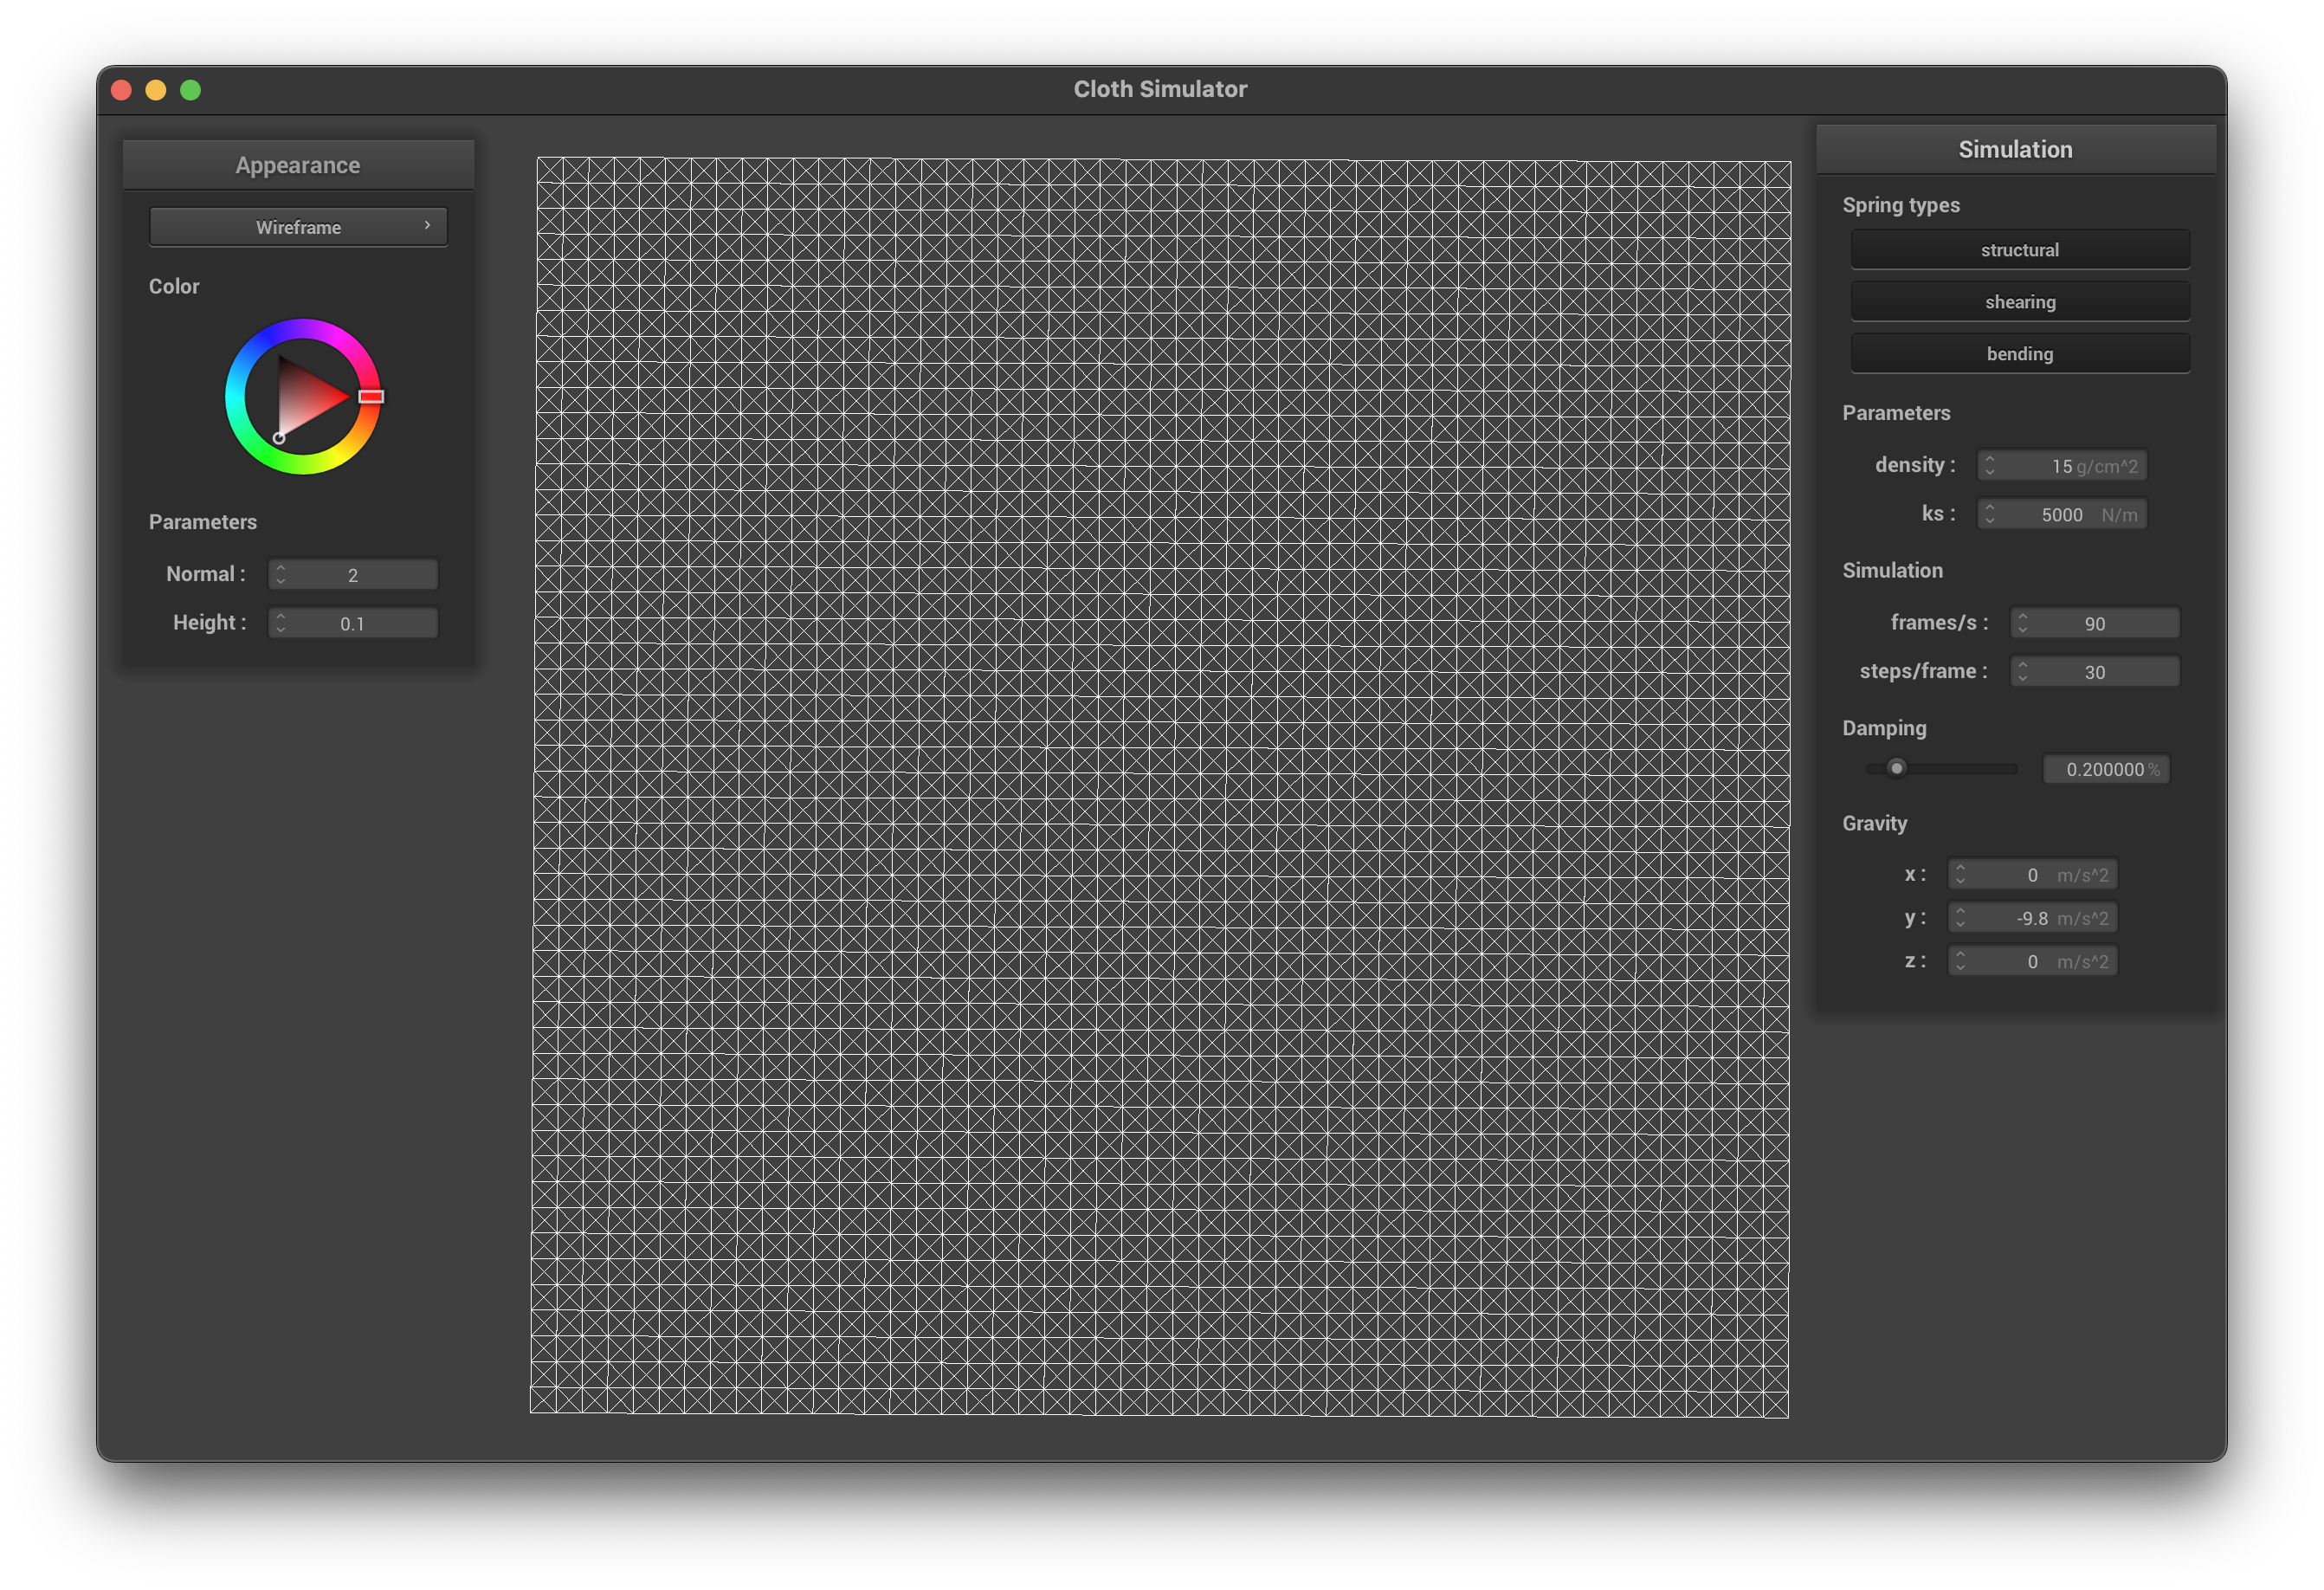 Cloth Simulator
Appearance
Wireframe
Color
Parameters
Normal : 2
Height : 0.1
Simulation
Spring types
structural
shearing
bending
Parameters
density : 15 g/cm^2
ks : 5000 N/m
Simulation
frames/s : 90
steps/frame : 30
Damping
0.200000 %
Gravity
x : 0 m/s^2
y : -9.8 m/s^2
z : 0 m/s^2